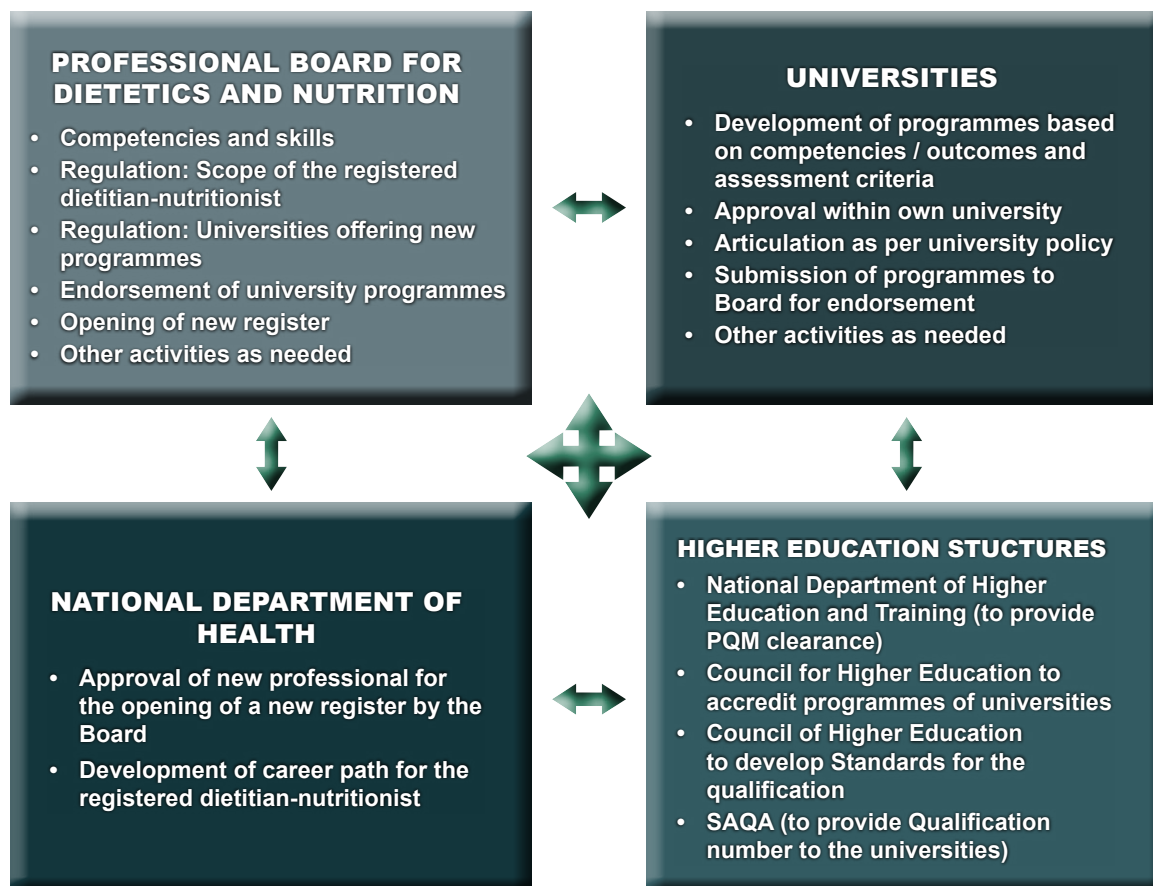 PROFESSIONAL BOARD FOR
DIETETICS AND NUTRITION
• Competencies and skills
• Regulation: Scope of the registered
dietitian-nutritionist
• Regulation: Universities offering new
programmes
• Endorsement of university programmes
• Opening of new register
• Other activities as needed
UNIVERSITIES
• Development of programmes based
on competencies / outcomes and
assessment criteria
• Approval within own university
• Articulation as per university policy
• Submission of programmes to
Board for endorsement
• Other activities as needed
NATIONAL DEPARTMENT OF
HEALTH
• Approval of new professional for
the opening of a new register by the
Board
• Development of career path for the
registered dietitian-nutritionist
HIGHER EDUCATION STUCTURES
• National Department of Higher
Education and Training (to provide
PQM clearance)
• Council for Higher Education to
accredit programmes of universities
• Council of Higher Education
to develop Standards for the
qualification
• SAQA (to provide Qualification
number to the universities)